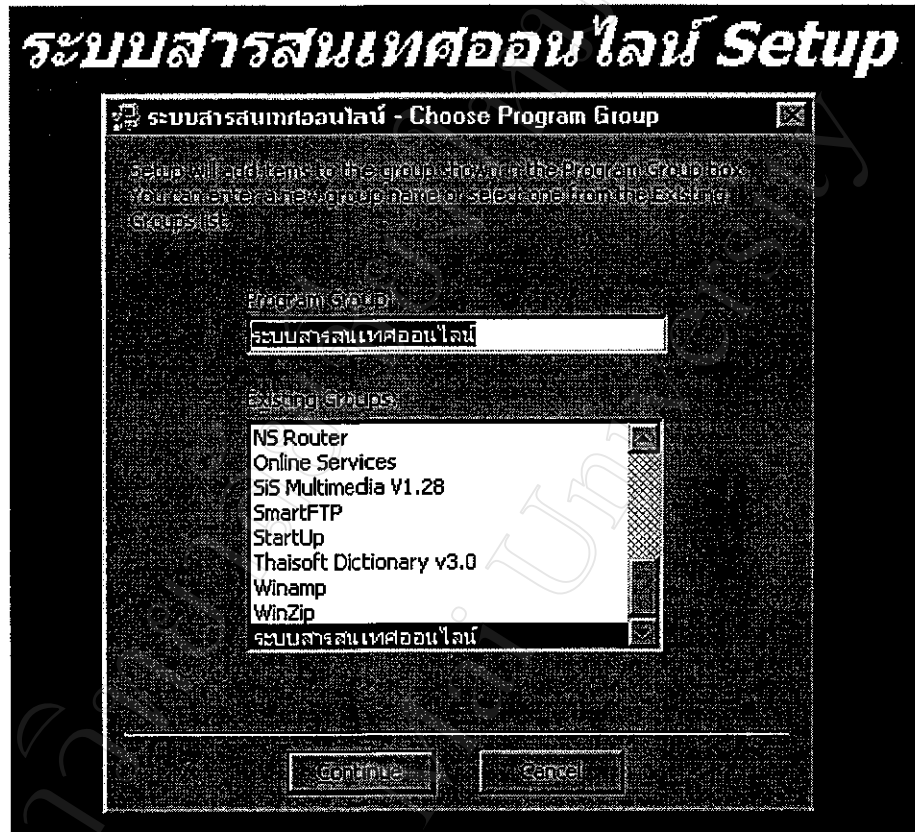 ระบบสารสนเทศออนไลน์ Setup
ระบบสารสนเทศออนไลน์ - Choose Program Group
Setup will add items to the group shown in the Program Group box.
You can enter a new group name or select one from the Existing
Groups list.
Program Group:
ระบบสารสนเทศออนไลน์
Existing Groups:
NS Router
Online Services
SiS Multimedia V1.28
SmartFTP
StartUp
Thaisoft Dictionary v3.0
Winamp
WinZip
ระบบสารสนเทศออนไลน์
Continue Cancel